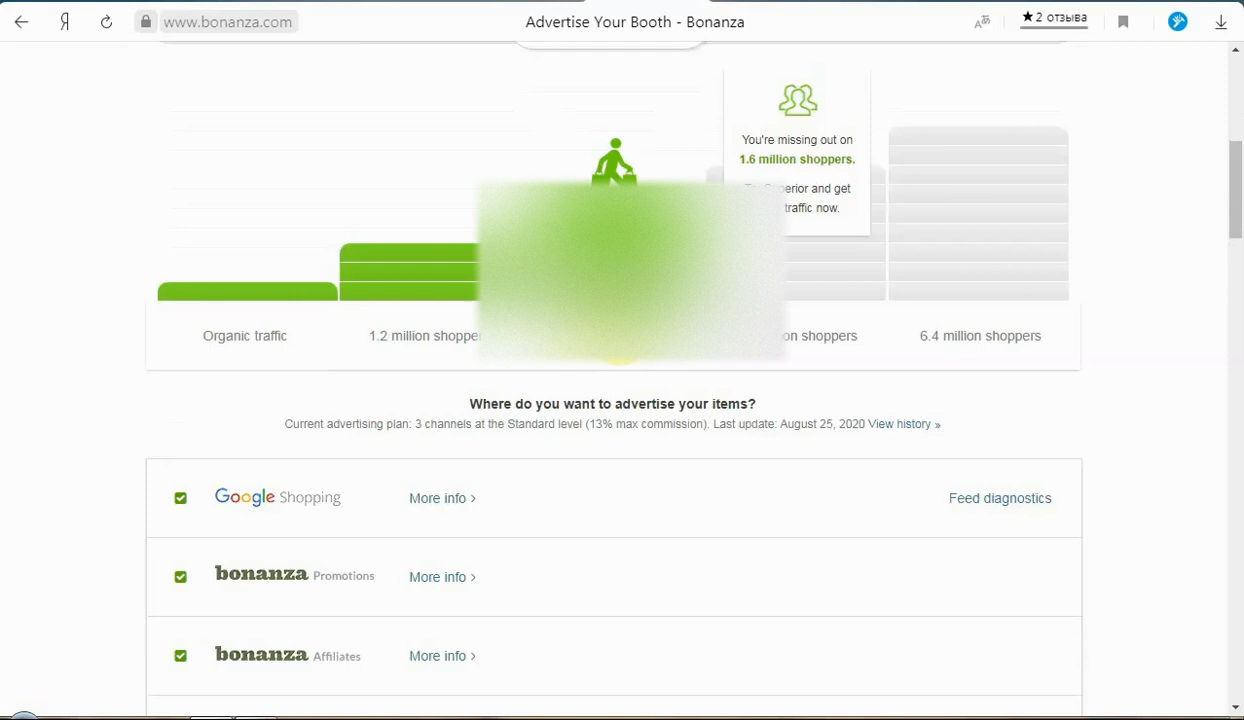 Я
www.bonanza.com
Advertise Your Booth - Bonanza
★2 отзыва
You're missing out on
1.6 million shoppers.
and get
traffic now.
Organic traffic
1.2 million
shoppers
6.4 million shoppers
Where do you want to advertise your items?
Current advertising plan: 3 channels at the Standard level (13% max commission). Last update: August 25, 2020 View history »
Google Shopping
More info ›
Feed diagnostics
bonanza Promotions
More info ›
bonanza Affiliates
More info ›